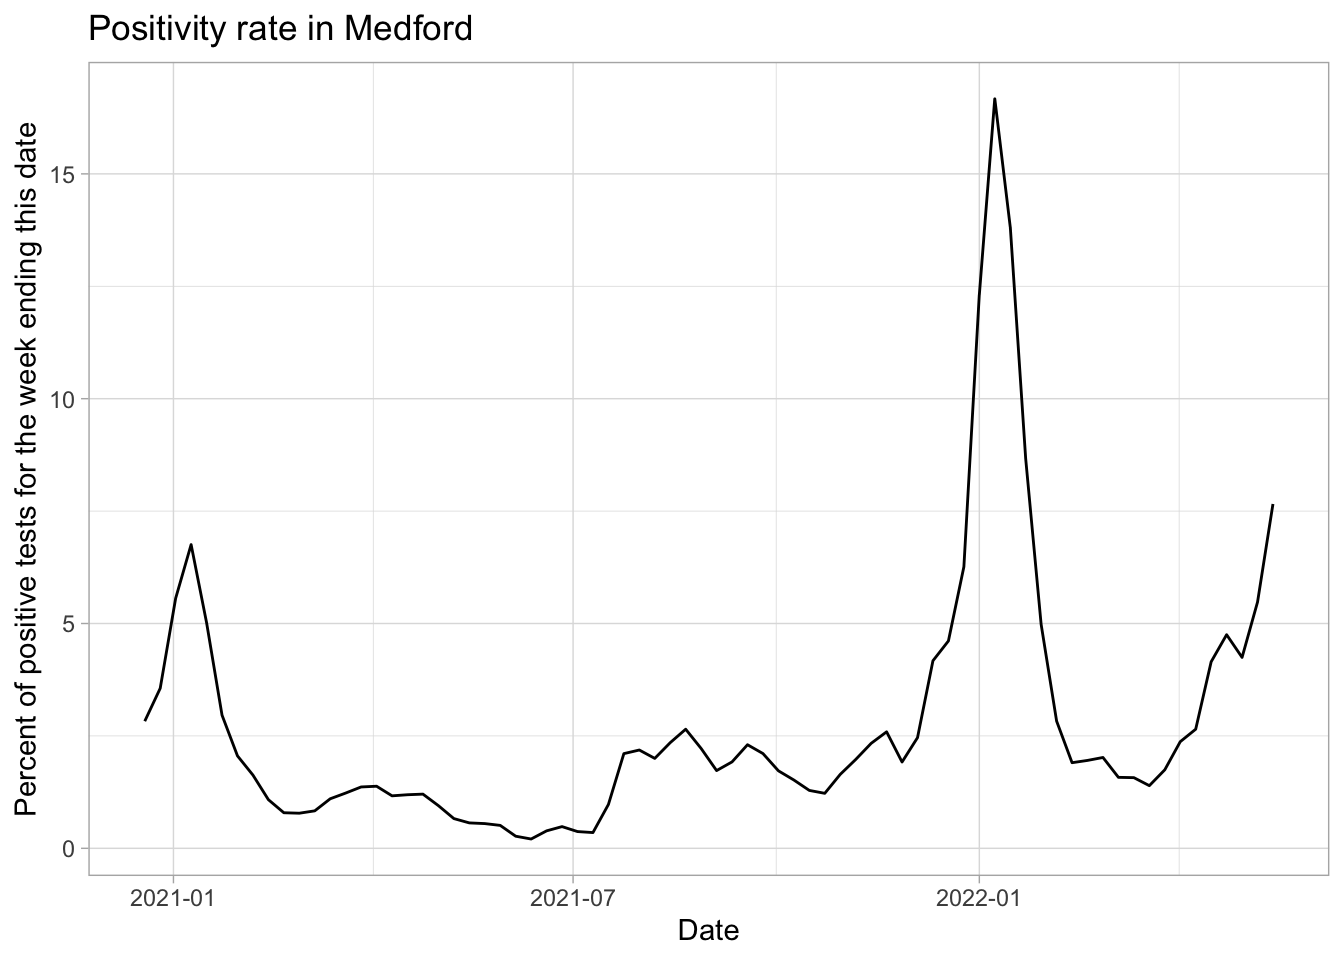 Positivity rate in Medford
Percent of positive tests for the week ending this date
15
10
5
0
2021-01
2021-07
2022-01
Date